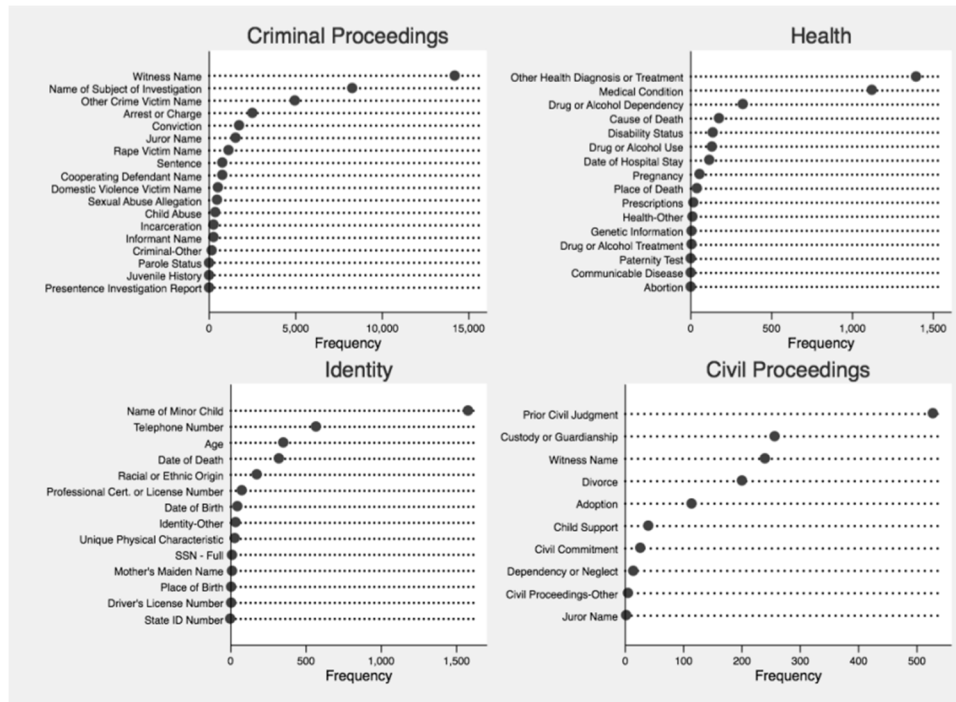 Criminal Proceedings
Witness Name
Name of Subject of Investigation
Other Crime Victim Name
Arrest or Charge
Conviction
Juror Name
Rape Victim Name
Sentence
Cooperating Defendant Name
Domestic Violence Victim Name
Sexual Abuse Allegation
Child Abuse
Incarceration
Informant Name
Criminal-Other
Parole Status
Juvenile History
Presentence Investigation Report
0 5,000 10,000 15,000
Frequency
Health
Other Health Diagnosis or Treatment
Medical Condition
Drug or Alcohol Dependency
Cause of Death
Disability Status
Drug or Alcohol Use
Date of Hospital Stay
Pregnancy
Place of Death
Prescriptions
Health-Other
Genetic Information
Drug or Alcohol Treatment
Paternity Test
Communicable Disease
Abortion
0 500 1,000 1,500
Frequency
Identity
Name of Minor Child
Telephone Number
Age
Date of Death
Racial or Ethnic Origin
Professional Cert. or License Number
Date of Birth
Identity-Other
Unique Physical Characteristic
SSN - Full
Mother's Maiden Name
Place of Birth
Driver's License Number
State ID Number
0 500 1,000 1,500
Frequency
Civil Proceedings
Prior Civil Judgment
Custody or Guardianship
Witness Name
Divorce
Adoption
Child Support
Civil Commitment
Dependency or Neglect
Civil Proceedings-Other
Juror Name
0 100 200 300 400 500
Frequency